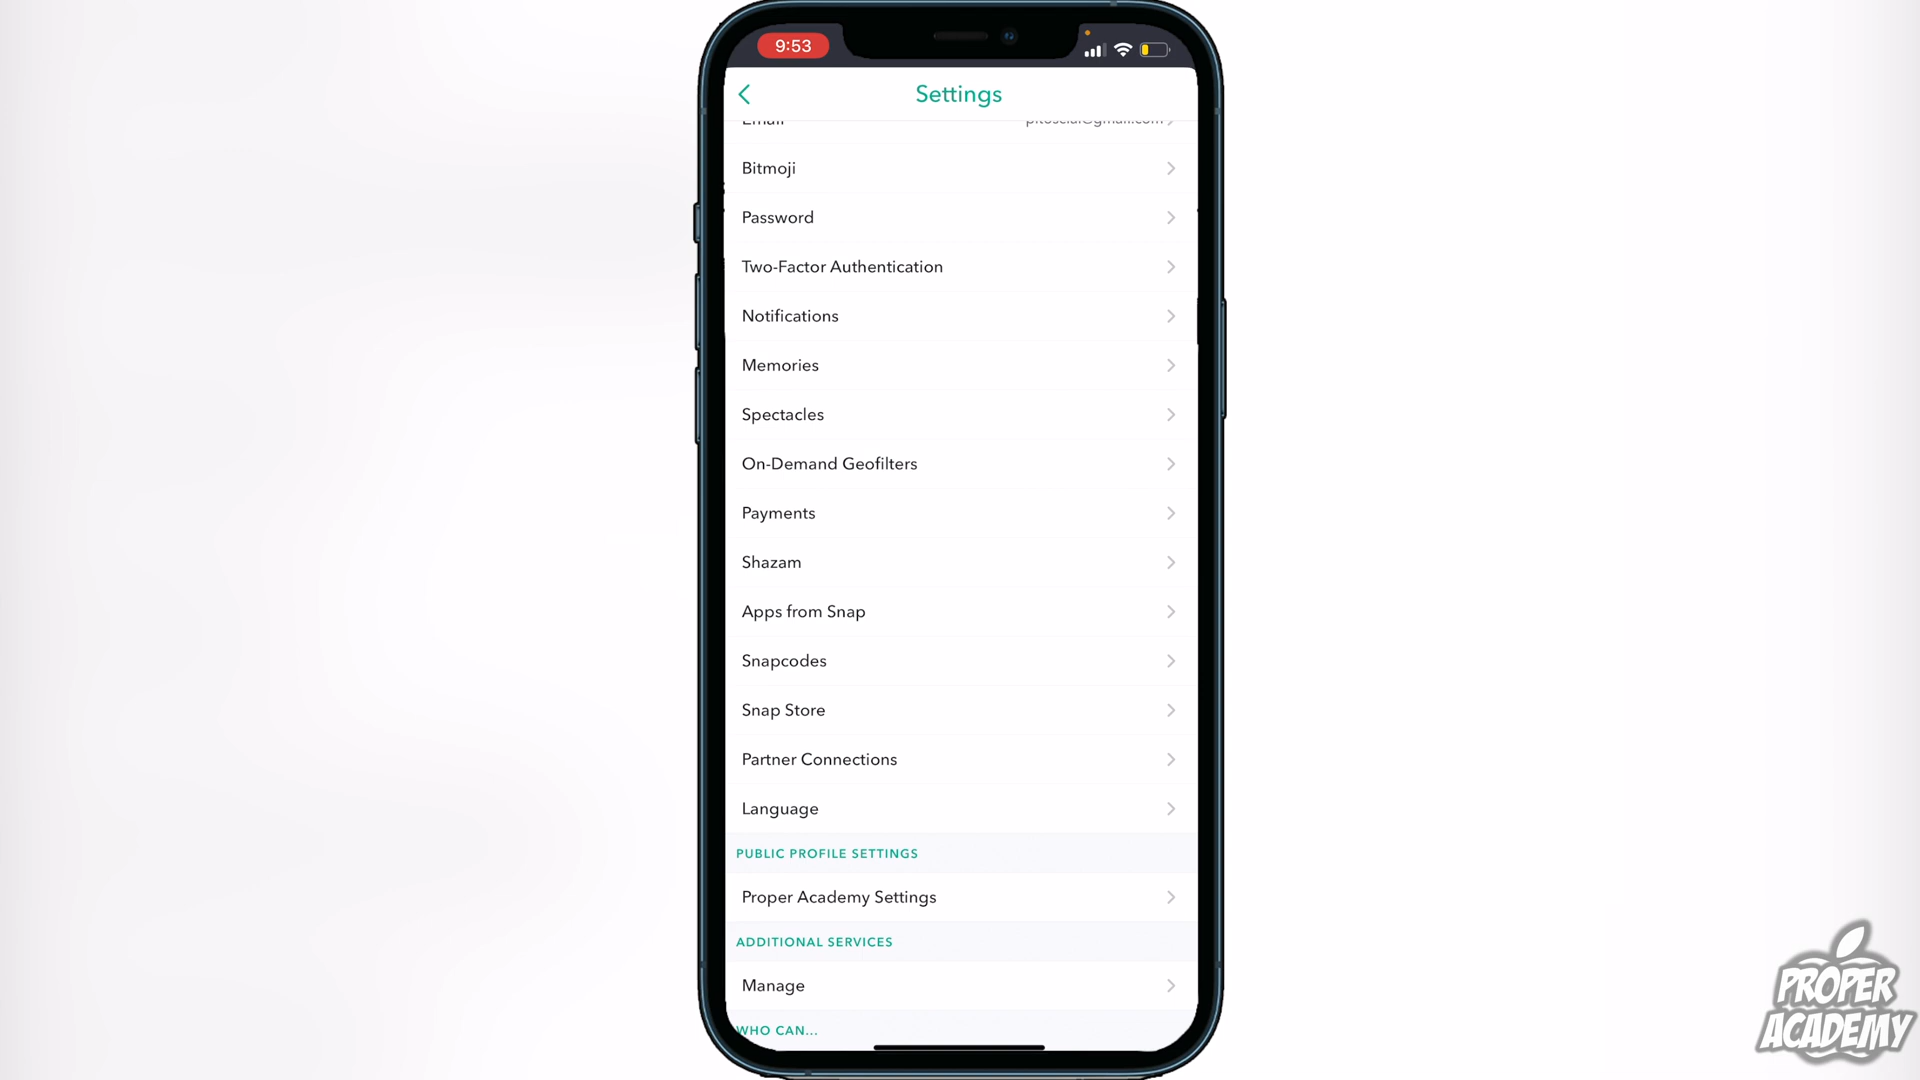 9:53
Settings
Email
Bitmoji
Password
Two-Factor Authentication
Notifications
Memories
Spectacles
On-Demand Geofilters
Payments
Shazam
Apps from Snap
Snapcodes
Snap Store
Partner Connections
Language
PUBLIC PROFILE SETTINGS
Proper Academy Settings
ADDITIONAL SERVICES
Manage
WHO CAN...
PROPER
ACADEMY